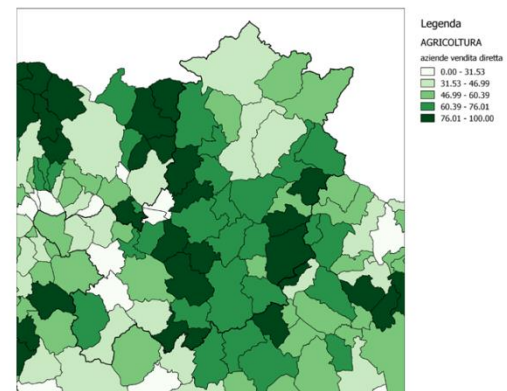 Legenda
AGRICOLTURA
aziende vendita diretta
0.00 - 31.53
31.53 - 46.99
46.99 - 60.39
60.39 - 76.01
76.01 - 100.00